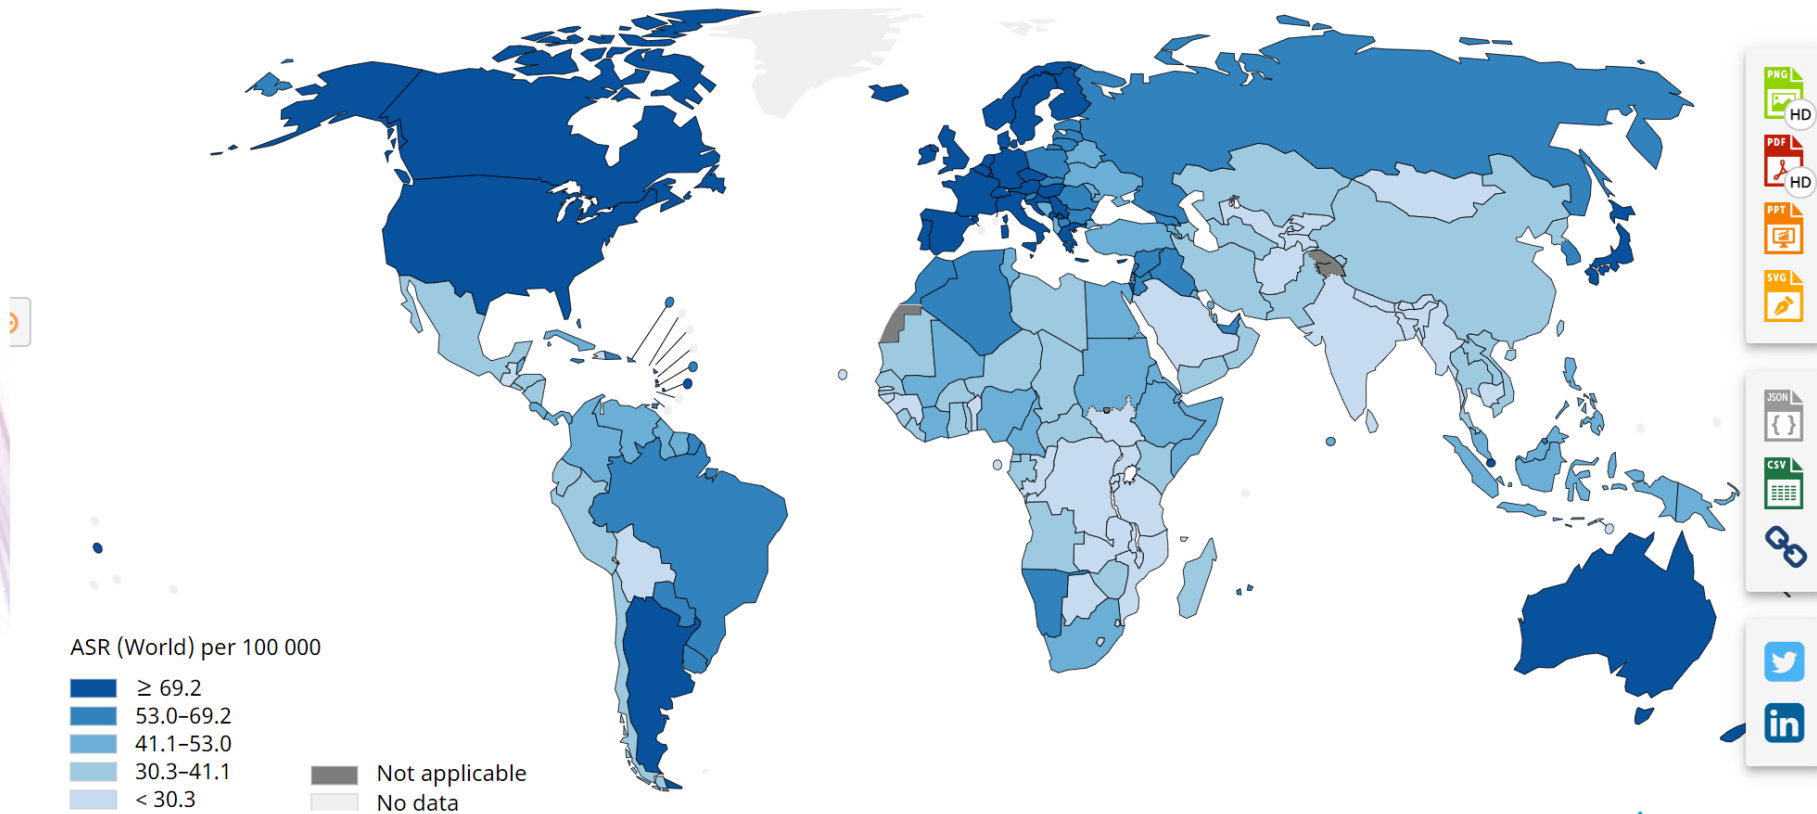 PNG
HD
PDF
HD
PPT
SVG
JSON
{ }
CSV
in
ASR (World) per 100 000
≥ 69.2
53.0–69.2
41.1–53.0
30.3–41.1
< 30.3
Not applicable
No data